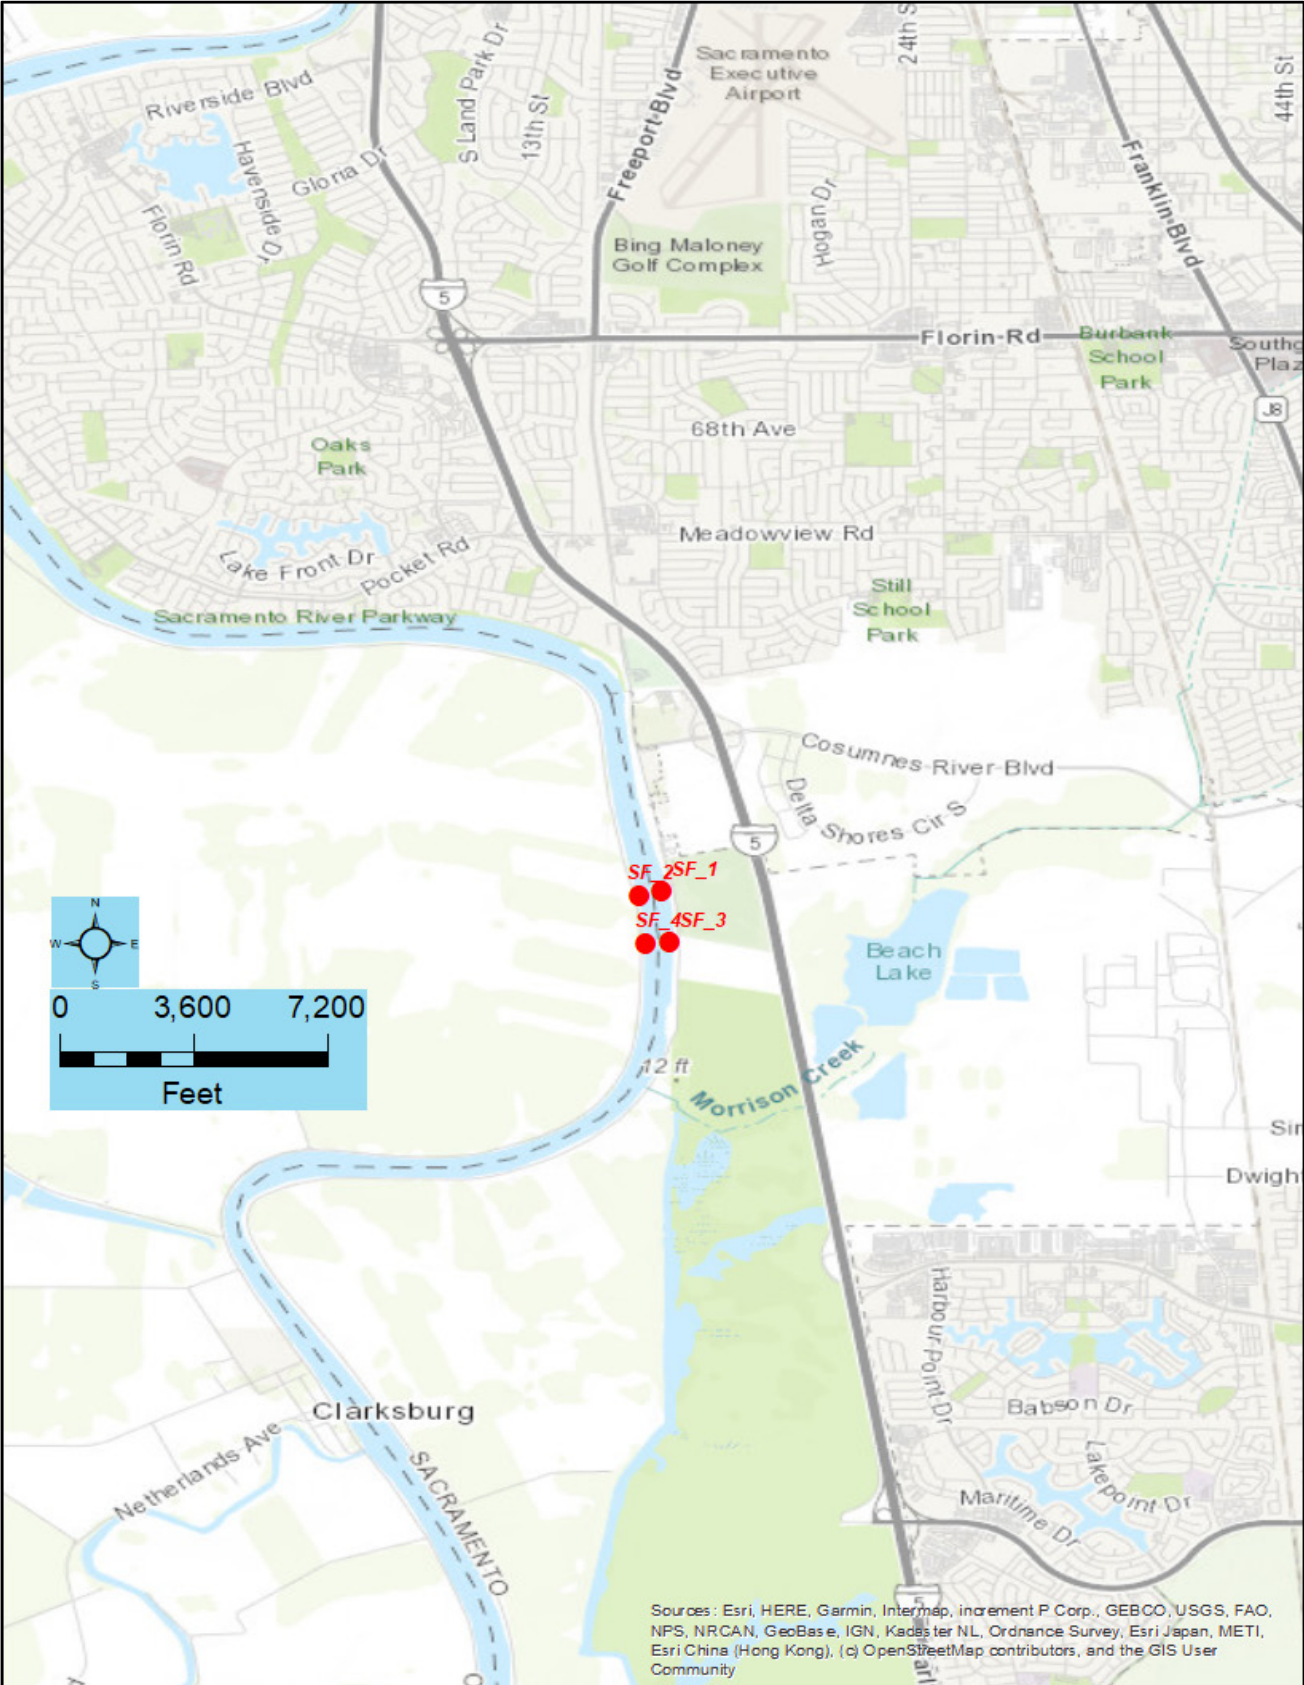 Sacramento
Executive
Airport
24th S
44th St
Riverside Blvd
S Land Park Dr
13th St
Freeport Blvd
Franklin Blvd
Havenside Dr
Gloria Dr
Florin Rd
Hogan Dr
Bing Maloney
Golf Complex
5
Florin Rd
Burbank
School
Park
Southg
Plaz
J8
68th Ave
Oaks
Park
Meadowview Rd
Lake Front Dr
Pocket Rd
Still
School
Park
Sacramento River Parkway
Cosumnes River Blvd
Delta Shores Cir S
5
SF_2
SF_1
SF_4
SF_3
Beach
Lake
N
W
E
S
0 3,600 7,200
Feet
12 ft
Morrison Creek
Sir
Dwight
Harbour Point Dr
Babson Dr
Lakepoint Dr
Maritime Dr
Clarksburg
Netherlands Ave
SACRAMENTO
Sources: Esri, HERE, Garmin, Intermap, increment P Corp., GEBCO, USGS, FAO,
NPS, NRCAN, GeoBase, IGN, Kadaster NL, Ordnance Survey, Esri Japan, METI,
Esri China (Hong Kong), (c) OpenStreetMap contributors, and the GIS User
Community